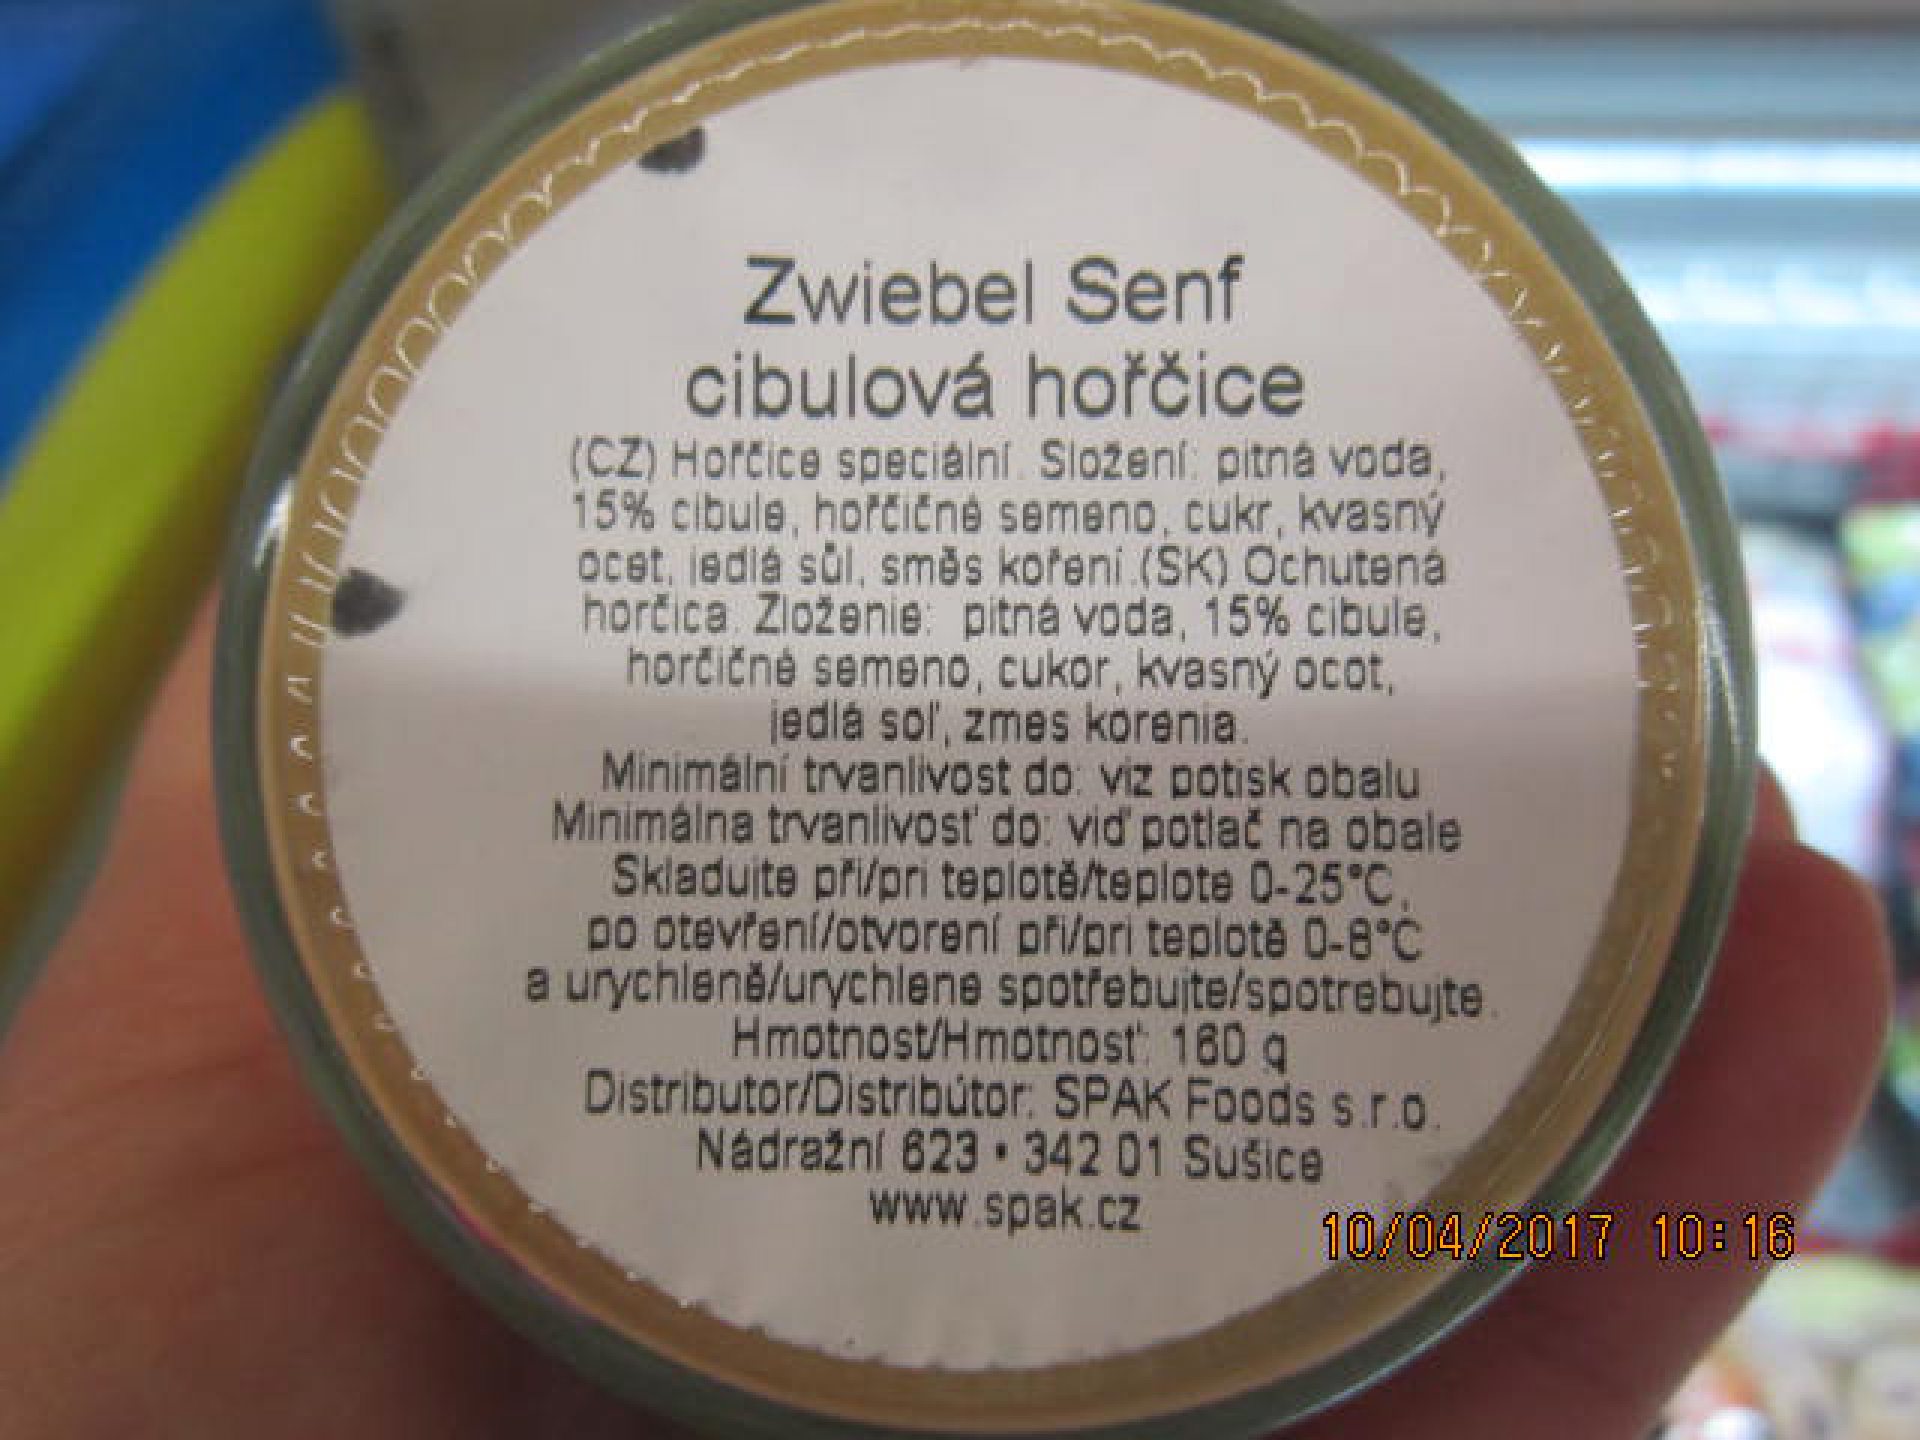 Zwiebel Senf
cibulová hořčice
(CZ) Hořčice speciální. Složení: pitná voda,
15% cibule, hořčičné semeno, cukr, kvasný
ocet, jedlá sůl, směs koření.(SK) Ochutená
horčica. Zloženie: pitná voda, 15% cibule,
horčičné semeno, cukor, kvasný ocot,
jedlá soľ, zmes korenia.
Minimální trvanlivost do: viz potisk obalu
Minimálna trvanlivosť do: viď potlač na obale
Skladujte při/pri teplotě/teplote 0-25°C,
po otevření/otvorení při/pri teplotě 0-8°C
a urychleně/urychlene spotřebujte/spotrebujte.
Hmotnost/Hmotnosť: 160 g
Distributor/Distribútor: SPAK Foods s.r.o.
Nádražní 623 • 342 01 Sušice
www.spak.cz
10/04/2017 10:16